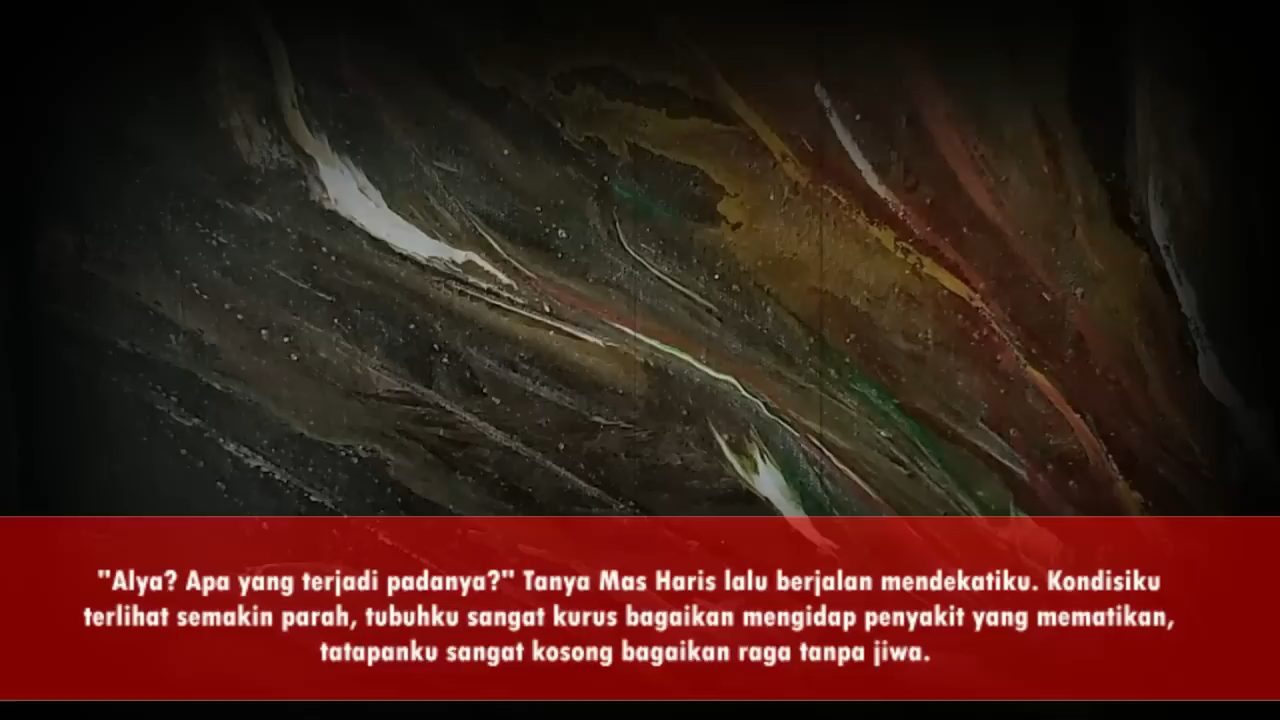 "Alya? Apa yang terjadi padanya?" Tanya Mas Haris lalu berjalan mendekatiku. Kondisiku
terlihat semakin parah, tubuhku sangat kurus bagaikan mengidap penyakit yang mematikan,
tatapanku sangat kosong bagaikan raga tanpa jiwa.